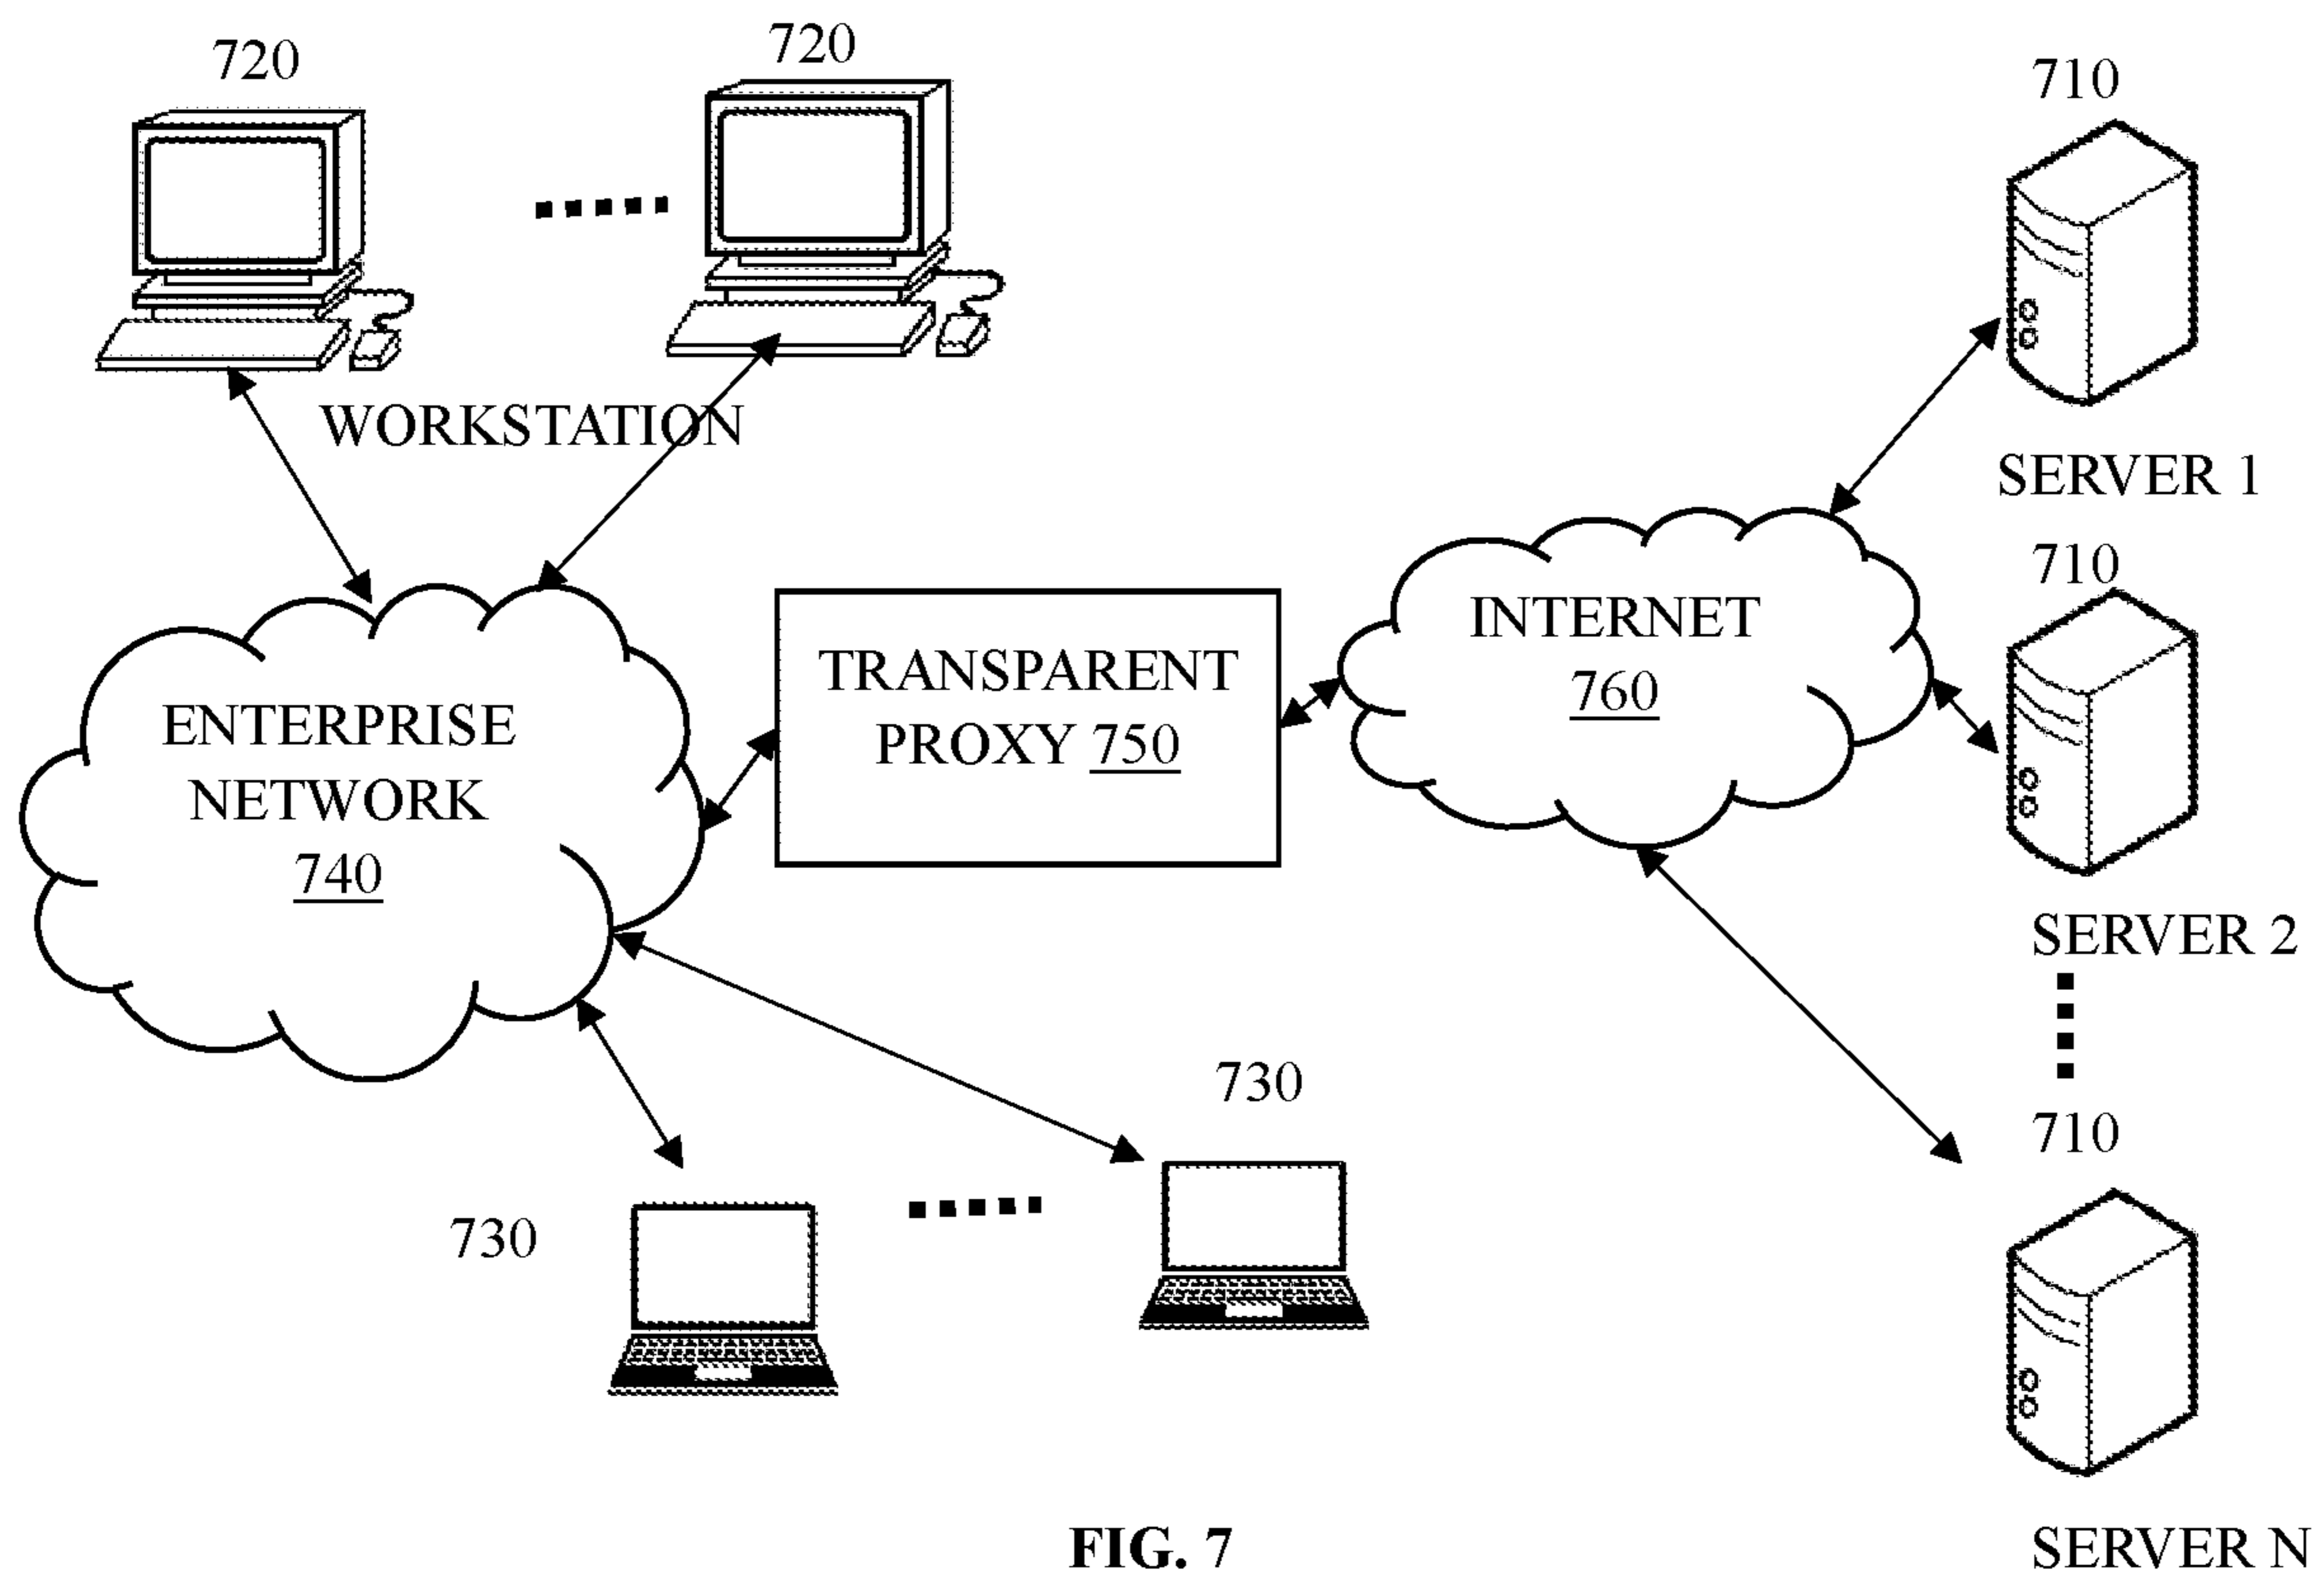 720
720
710
WORKSTATION
SERVER 1
710
INTERNET
760
TRANSPARENT
PROXY 750
ENTERPRISE
NETWORK
740
SERVER 2
730
710
730
FIG. 7
SERVER N